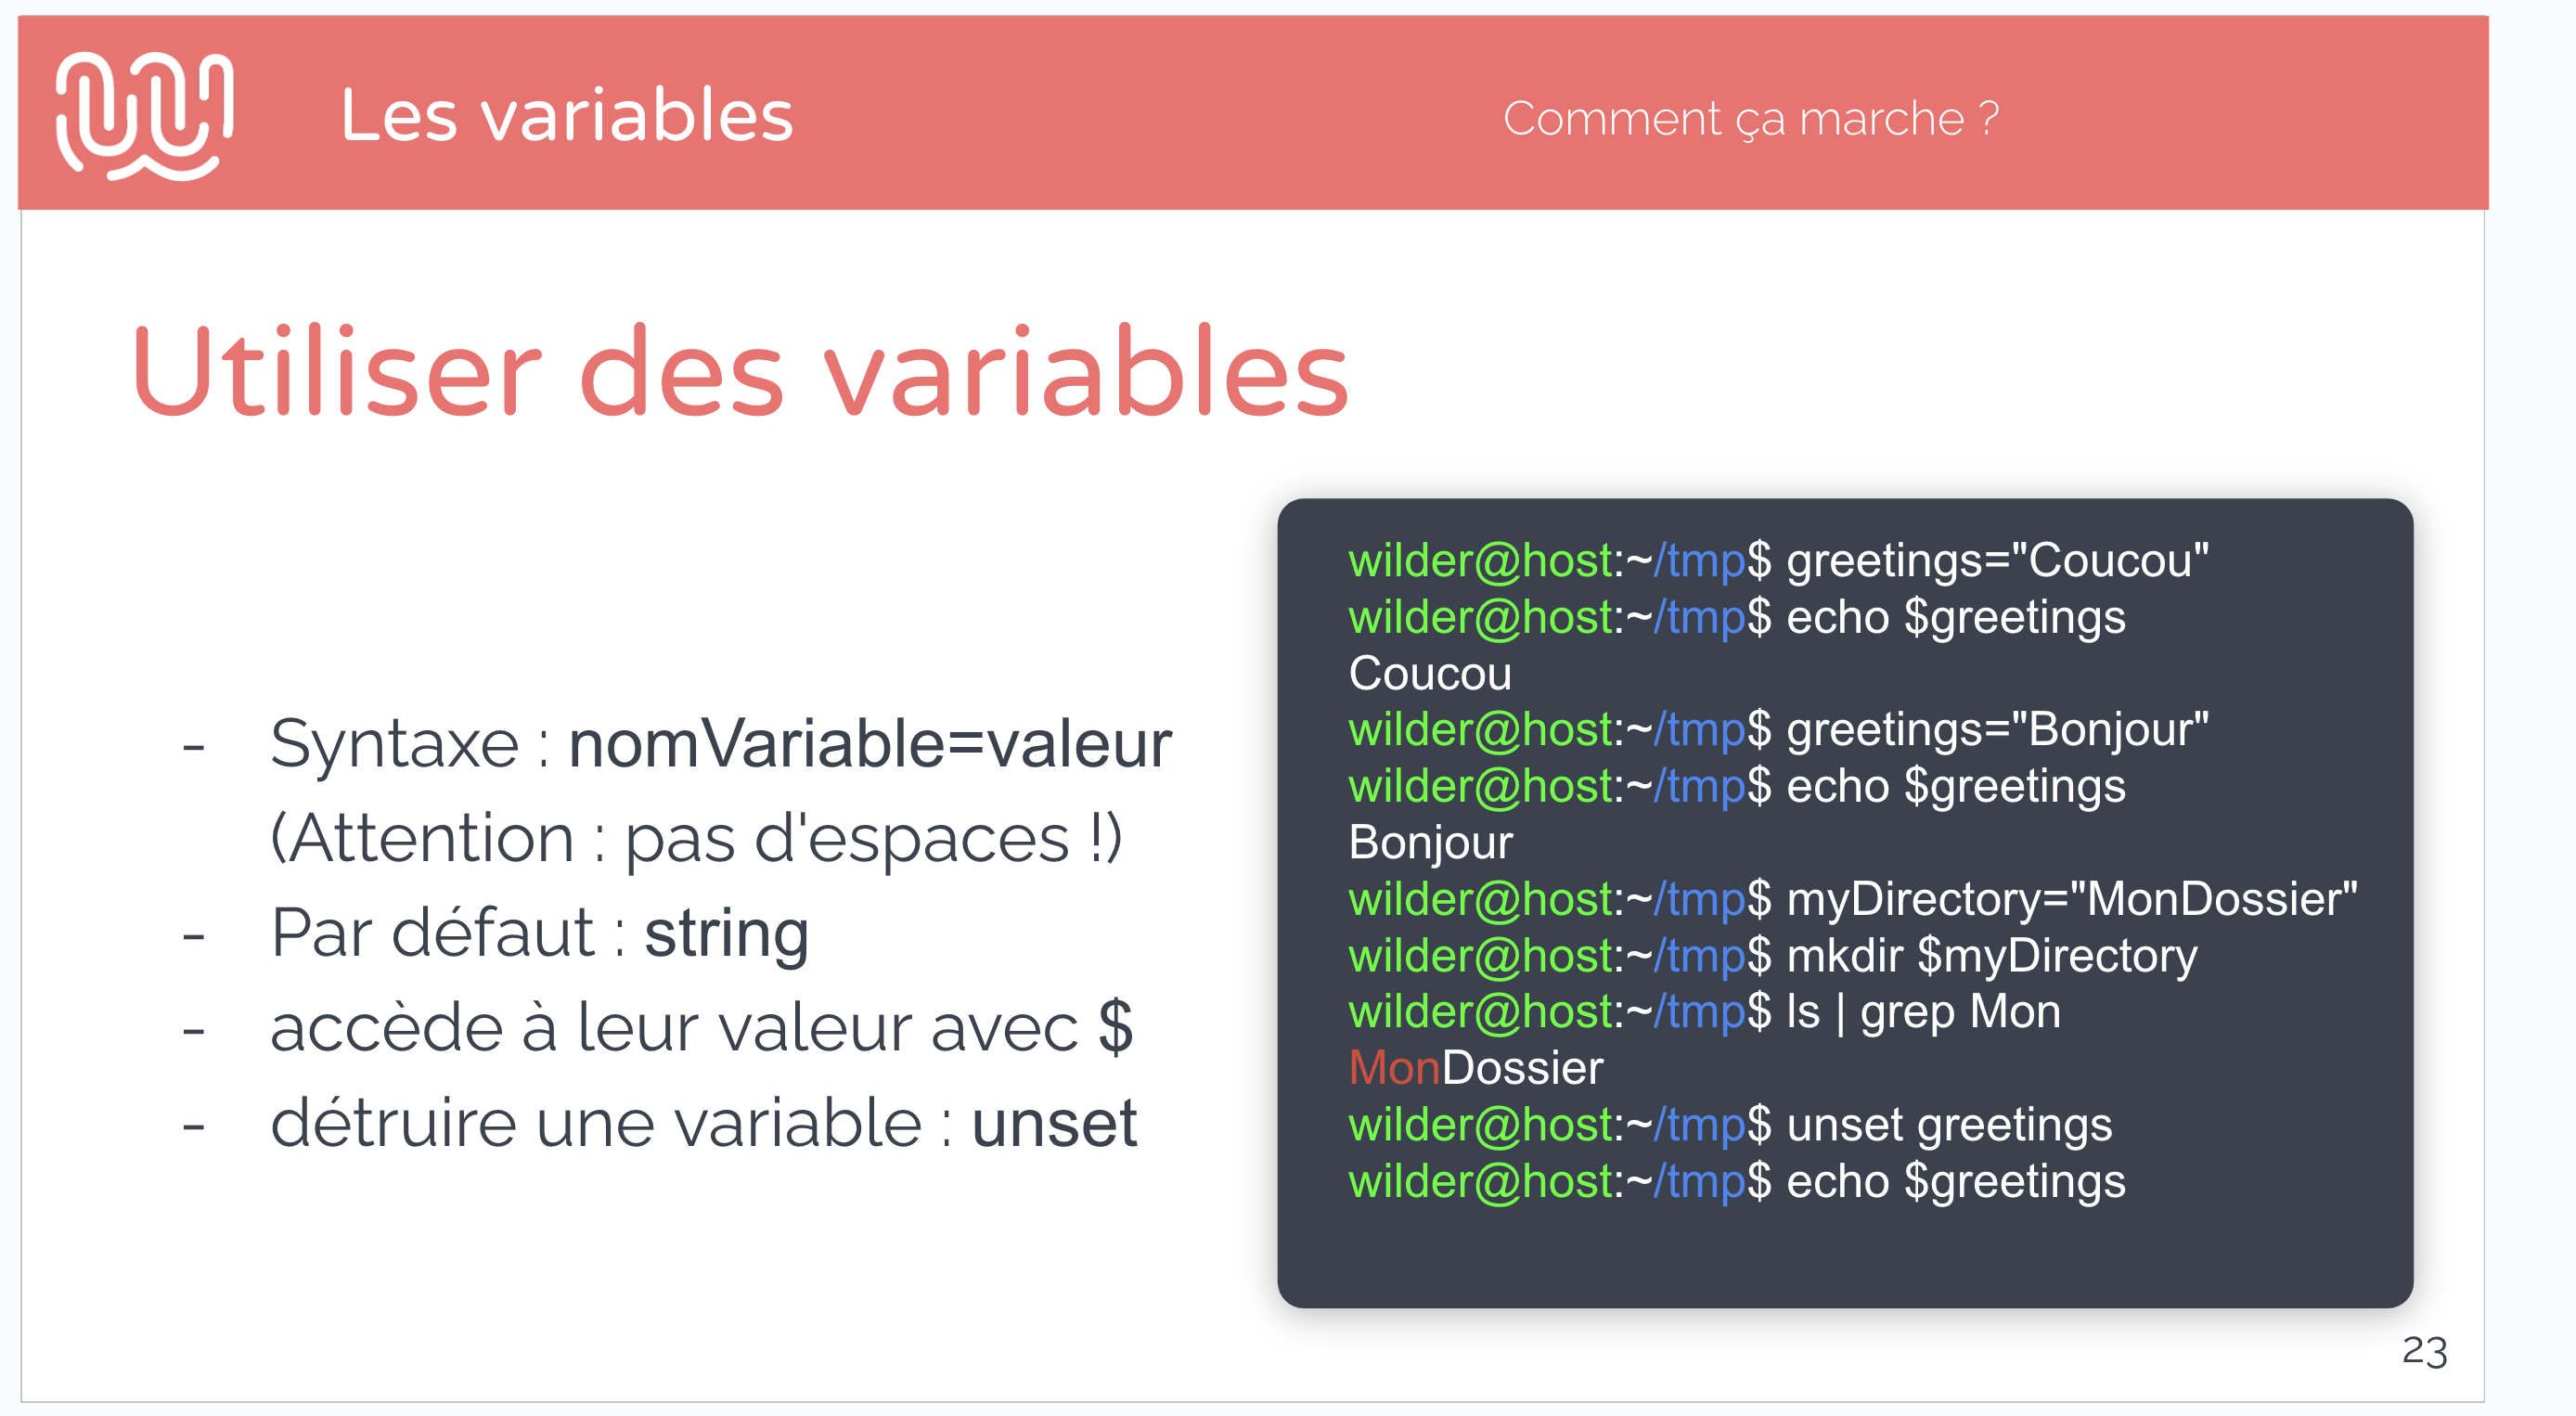 Les variables
Comment ça marche ?
Utiliser des variables
- Syntaxe : nomVariable=valeur
(Attention : pas d'espaces !)
- Par défaut : string
- accède à leur valeur avec $
- détruire une variable : unset
wilder@host:~/tmp$ greetings="Coucou"
wilder@host:~/tmp$ echo $greetings
Coucou
wilder@host:~/tmp$ greetings="Bonjour"
wilder@host:~/tmp$ echo $greetings
Bonjour
wilder@host:~/tmp$ myDirectory="MonDossier"
wilder@host:~/tmp$ mkdir $myDirectory
wilder@host:~/tmp$ ls | grep Mon
MonDossier
wilder@host:~/tmp$ unset greetings
wilder@host:~/tmp$ echo $greetings
23